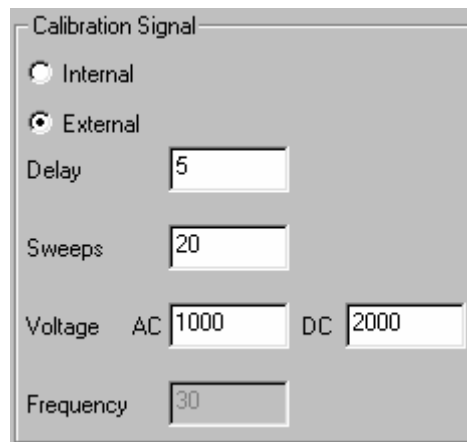 Calibration Signal
Internal
External
Delay 5
Sweeps 20
Voltage AC 1000 DC 2000
Frequency 30